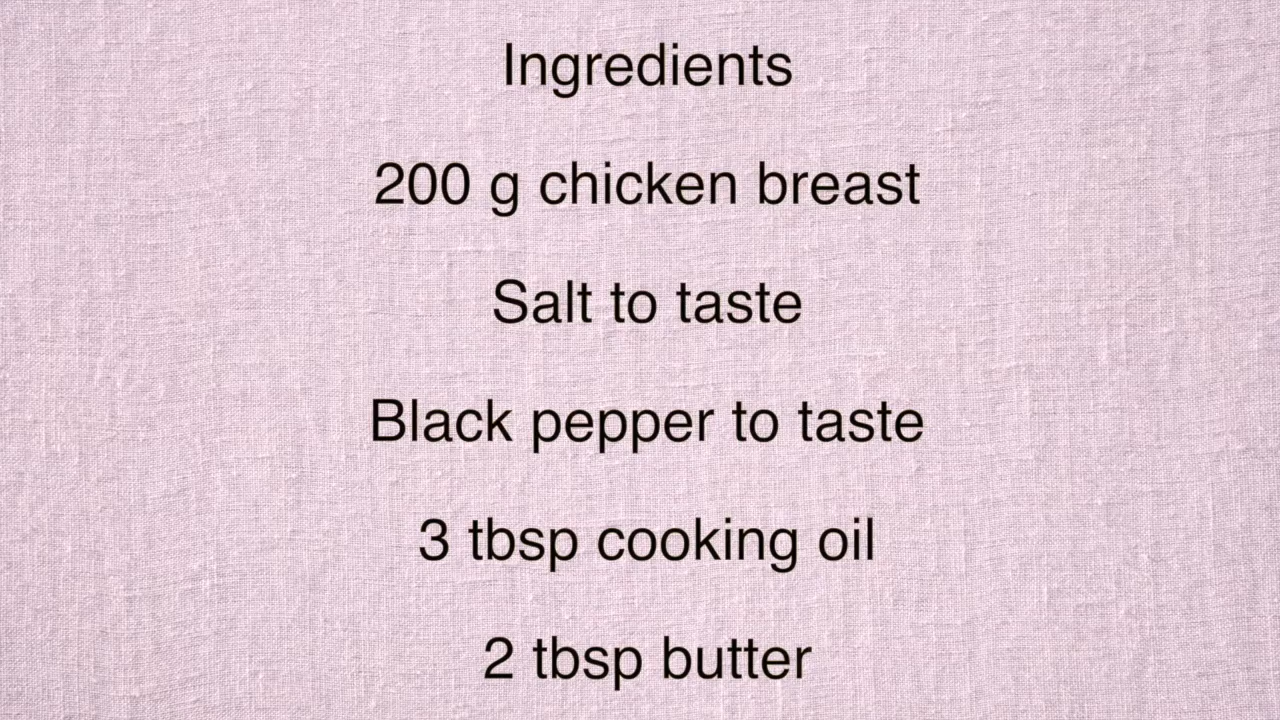 Ingredients
200 g chicken breast
Salt to taste
Black pepper to taste
3 tbsp cooking oil
2 tbsp butter